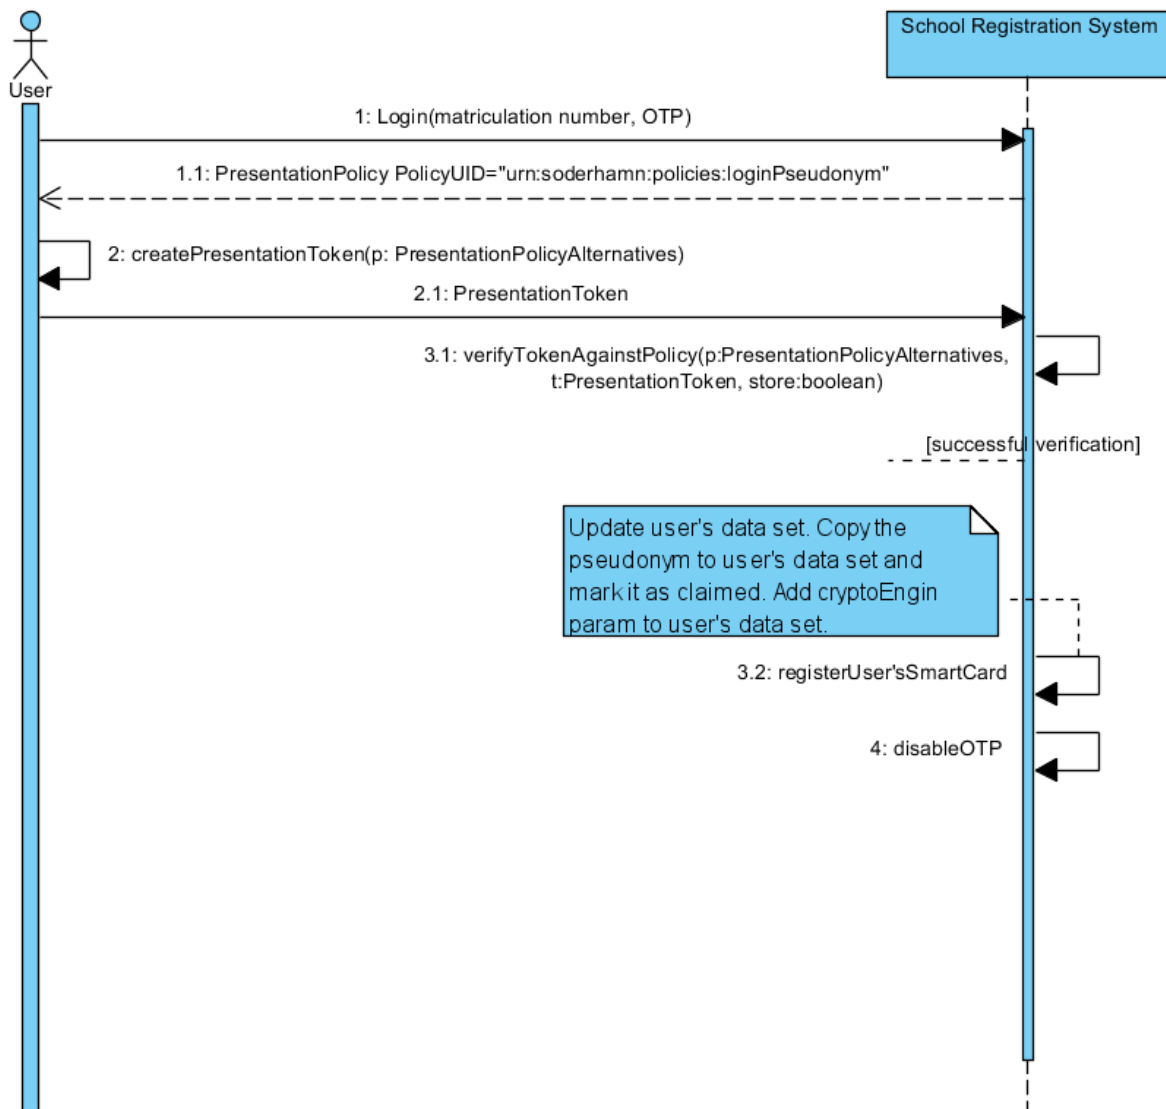 School Registration System
User
1: Login(matriculation number, OTP)
1.1: PresentationPolicy PolicyUID="urn:soderhamn:policies:loginPseudonym"
2: createPresentationToken(p: PresentationPolicyAlternatives)
2.1: PresentationToken
3.1: verifyTokenAgainstPolicy(p:PresentationPolicyAlternatives,
t:PresentationToken, store:boolean)
[successful verification]
Update user's data set. Copy the
pseudonym to user's data set and
mark it as claimed. Add cryptoEngin
param to user's data set.
3.2: registerUser'sSmartCard
4: disableOTP